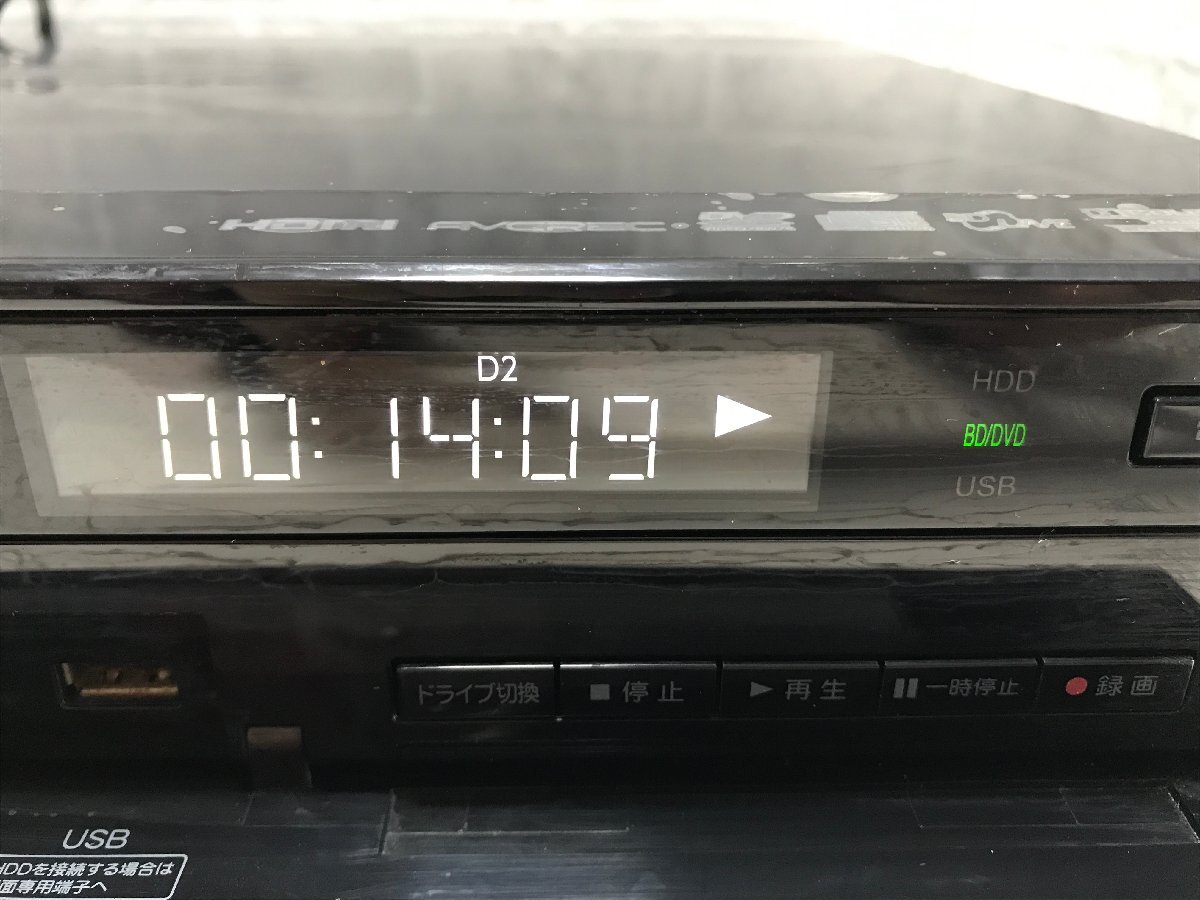 HDMI AVCREC
D2
00:14:09
HDD
BD/DVD
USB
ドライブ切換 停止 再生 一時停止 録画
USB
HDDを接続する場合は
面専用端子へ